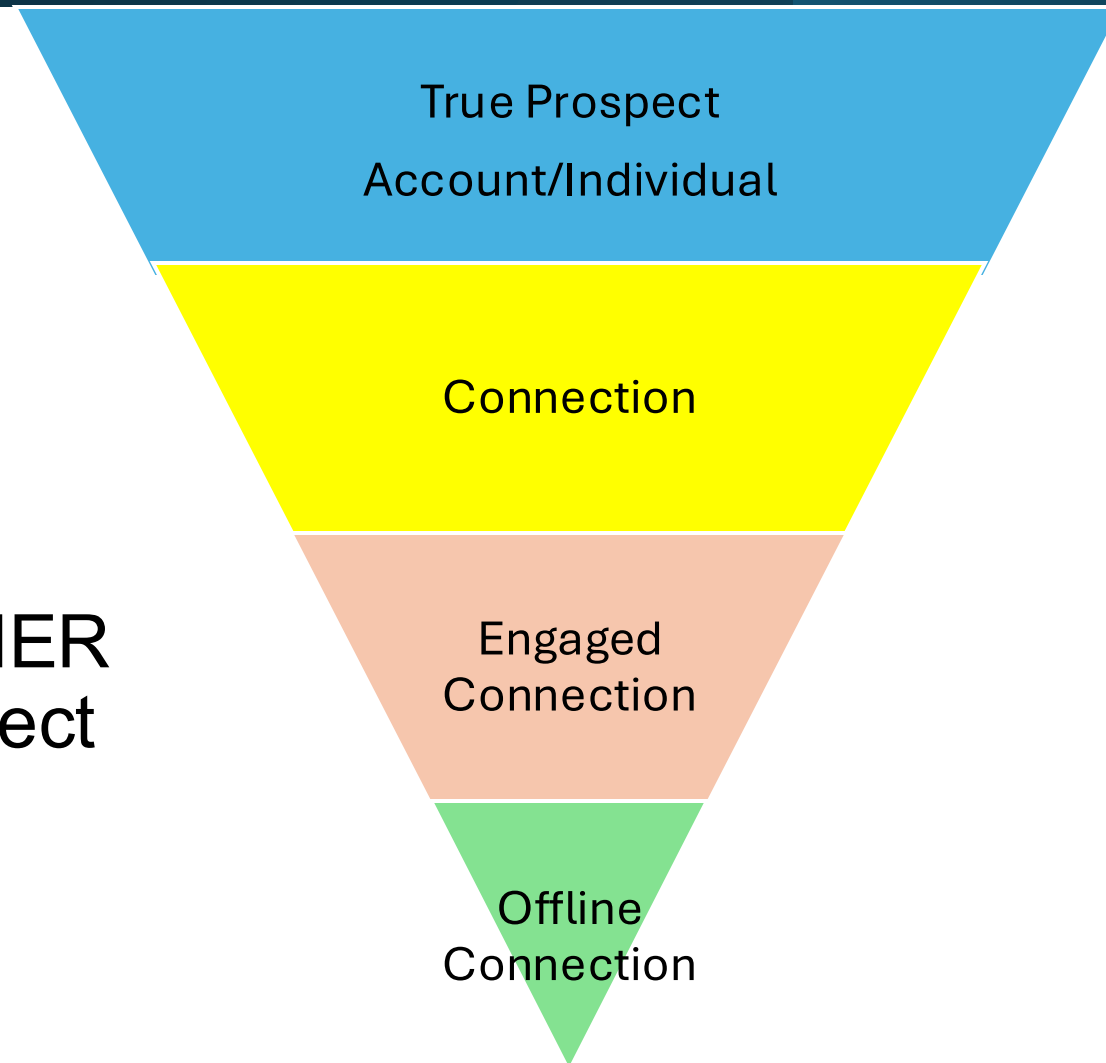 True Prospect
Account/Individual
Connection
Engaged
Connection
Offline
Connection